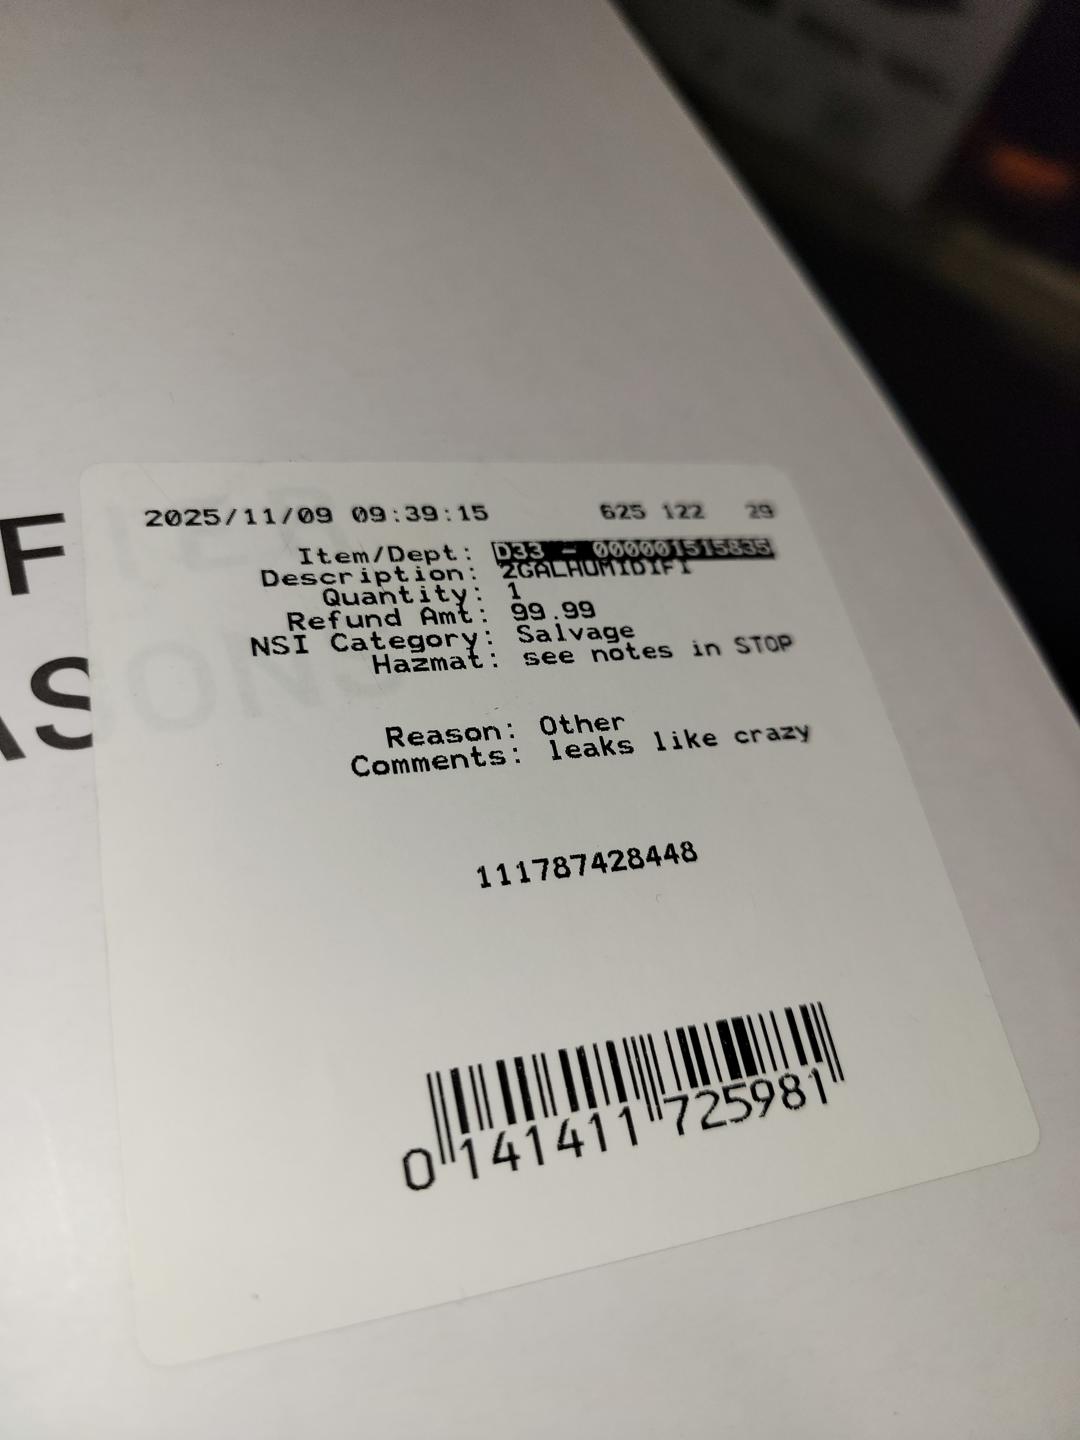 2025/11/09 09:39:15 625 122 29
Item/Dept: D33 - 000001515835
Description: 2GALHUMIDIFI
Quantity: 1
Refund Amt: 99.99
NSI Category: Salvage
Hazmat: see notes in STOP
F
AS
Reason: Other
Comments: leaks like crazy
111787428448
0 141411 725981